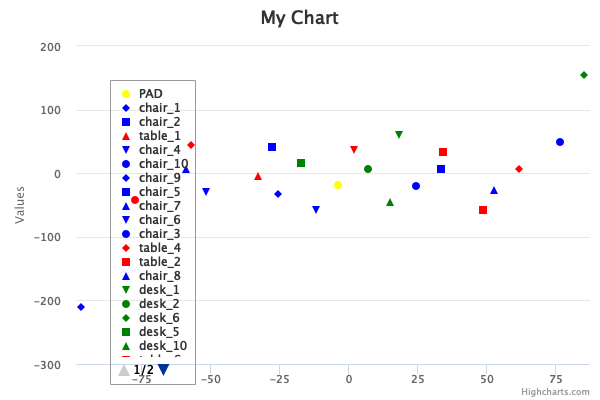 My Chart
Values
200
100
0
-100
-200
-300
PAD
chair_1
chair_2
table_1
chair_4
chair_10
chair_9
chair_5
chair_7
chair_6
chair_3
table_4
table_2
chair_8
desk_1
desk_2
desk_6
desk_5
desk_10
1/2
-75
-50
-25
0
25
50
75
Highcharts.com